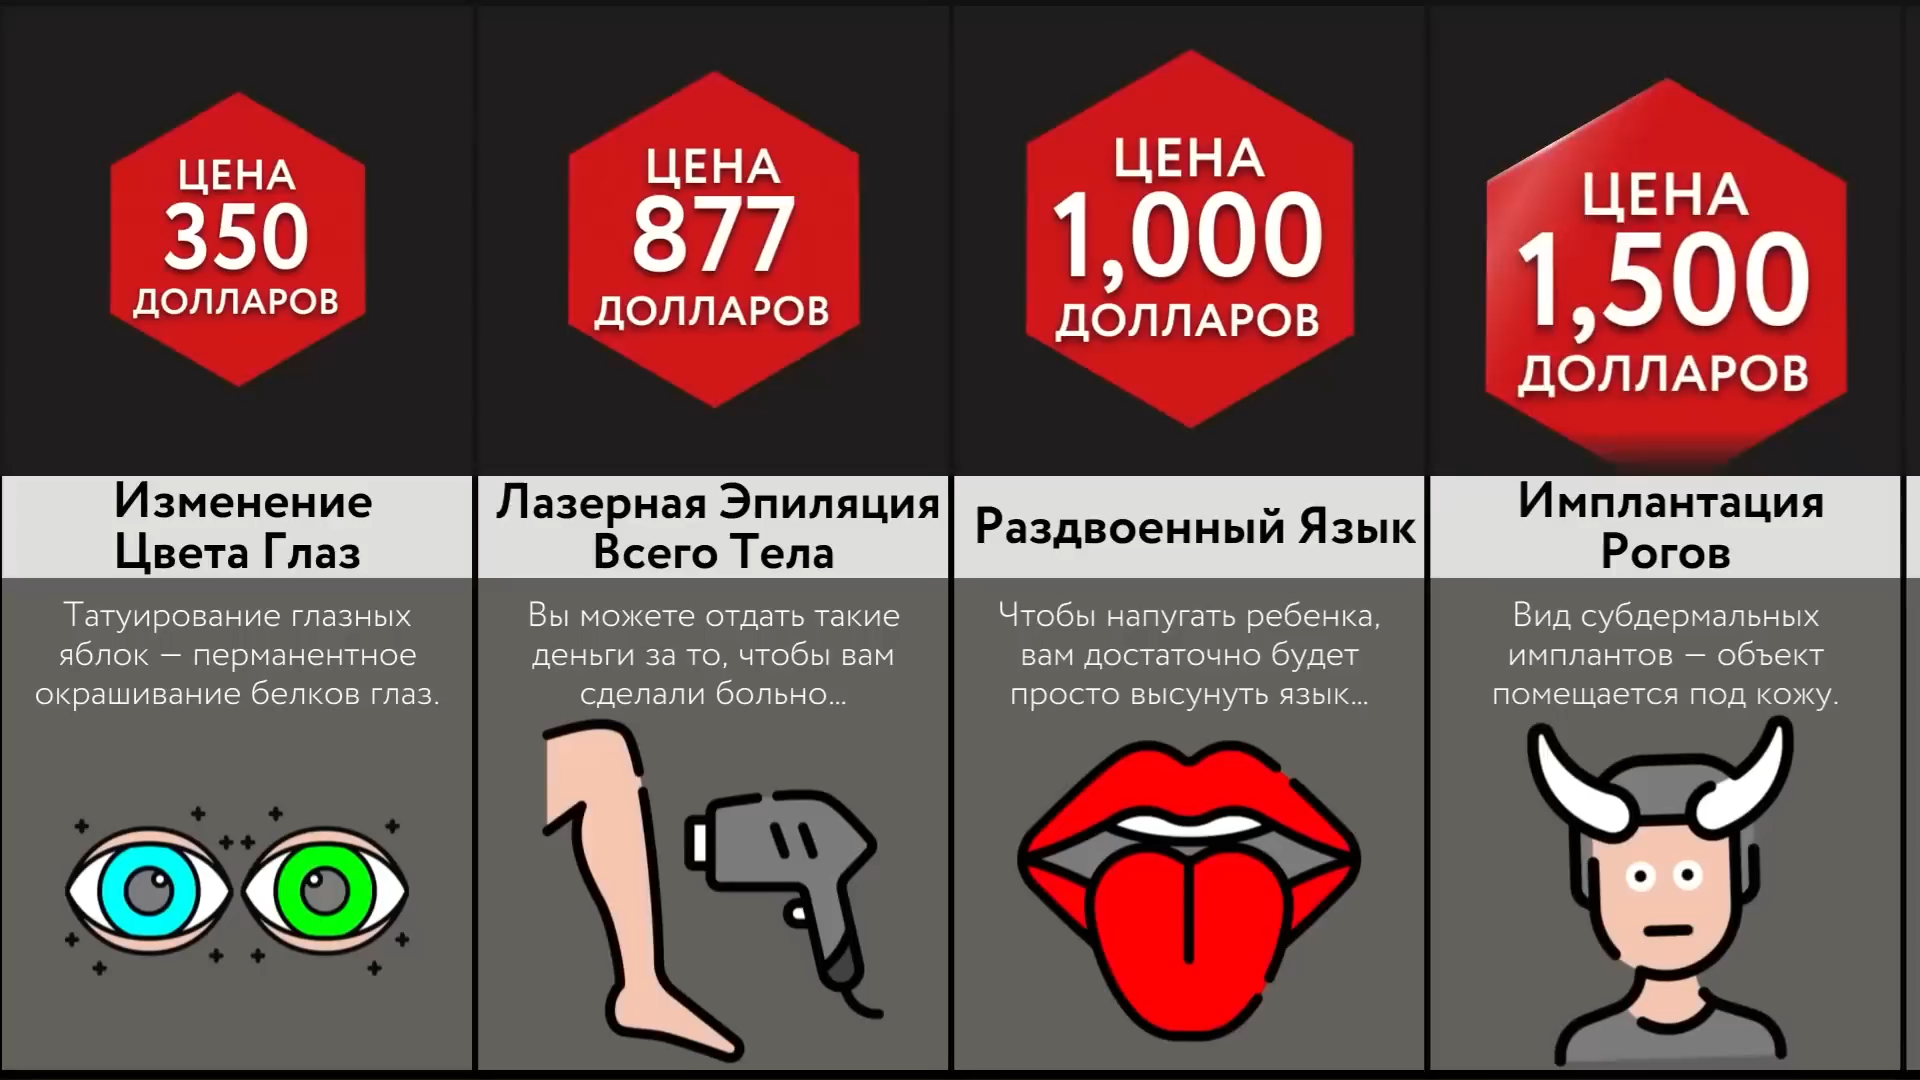 ЦЕНА
350
ДОЛЛАРОВ
Изменение
Цвета Глаз
Татуирование глазных
яблок — перманентное
окрашивание белков глаз.
ЦЕНА
877
ДОЛЛАРОВ
Лазерная Эпиляция
Всего Тела
Вы можете отдать такие
деньги за то, чтобы вам
сделали больно...
ЦЕНА
1,000
ДОЛЛАРОВ
Раздвоенный Язык
Чтобы напугать ребенка,
вам достаточно будет
просто высунуть язык...
ЦЕНА
1,500
ДОЛЛАРОВ
Имплантация
Рогов
Вид субдермальных
имплантов — объект
помещается под кожу.